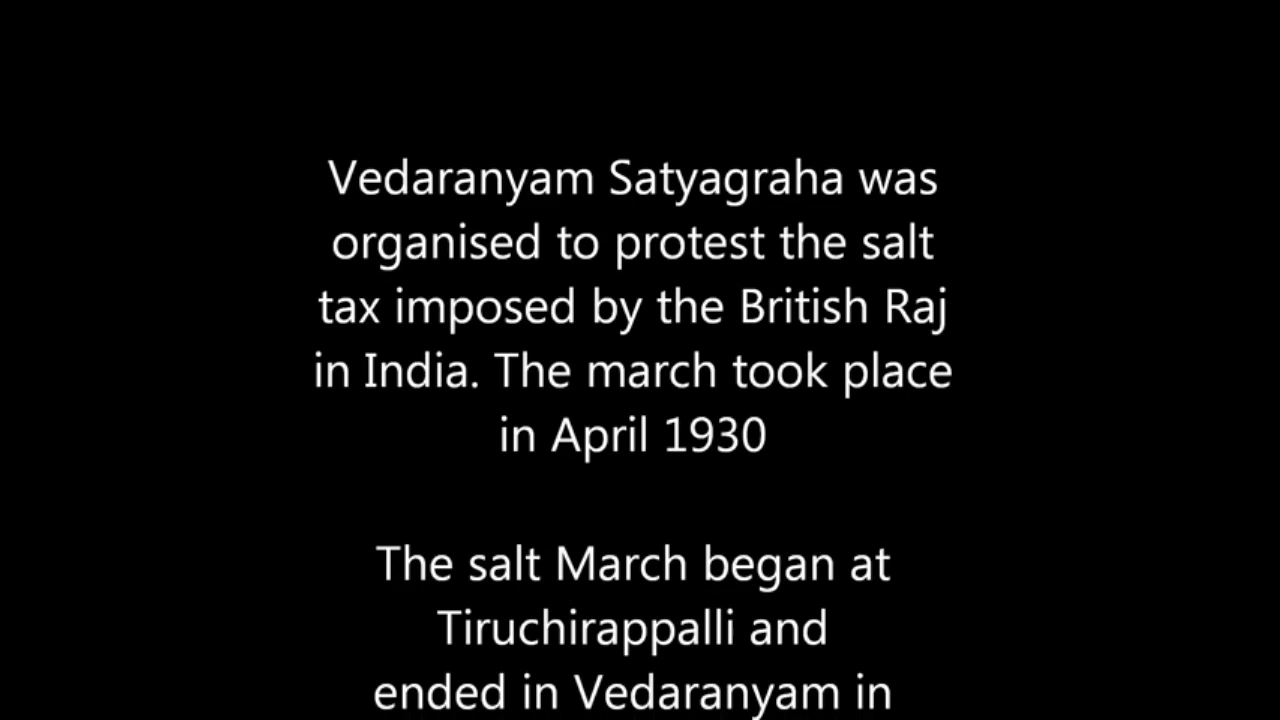 Vedaranyam Satyagraha was
organised to protest the salt
tax imposed by the British Raj
in India. The march took place
in April 1930
The salt March began at
Tiruchirappalli and
ended in Vedaranyam in